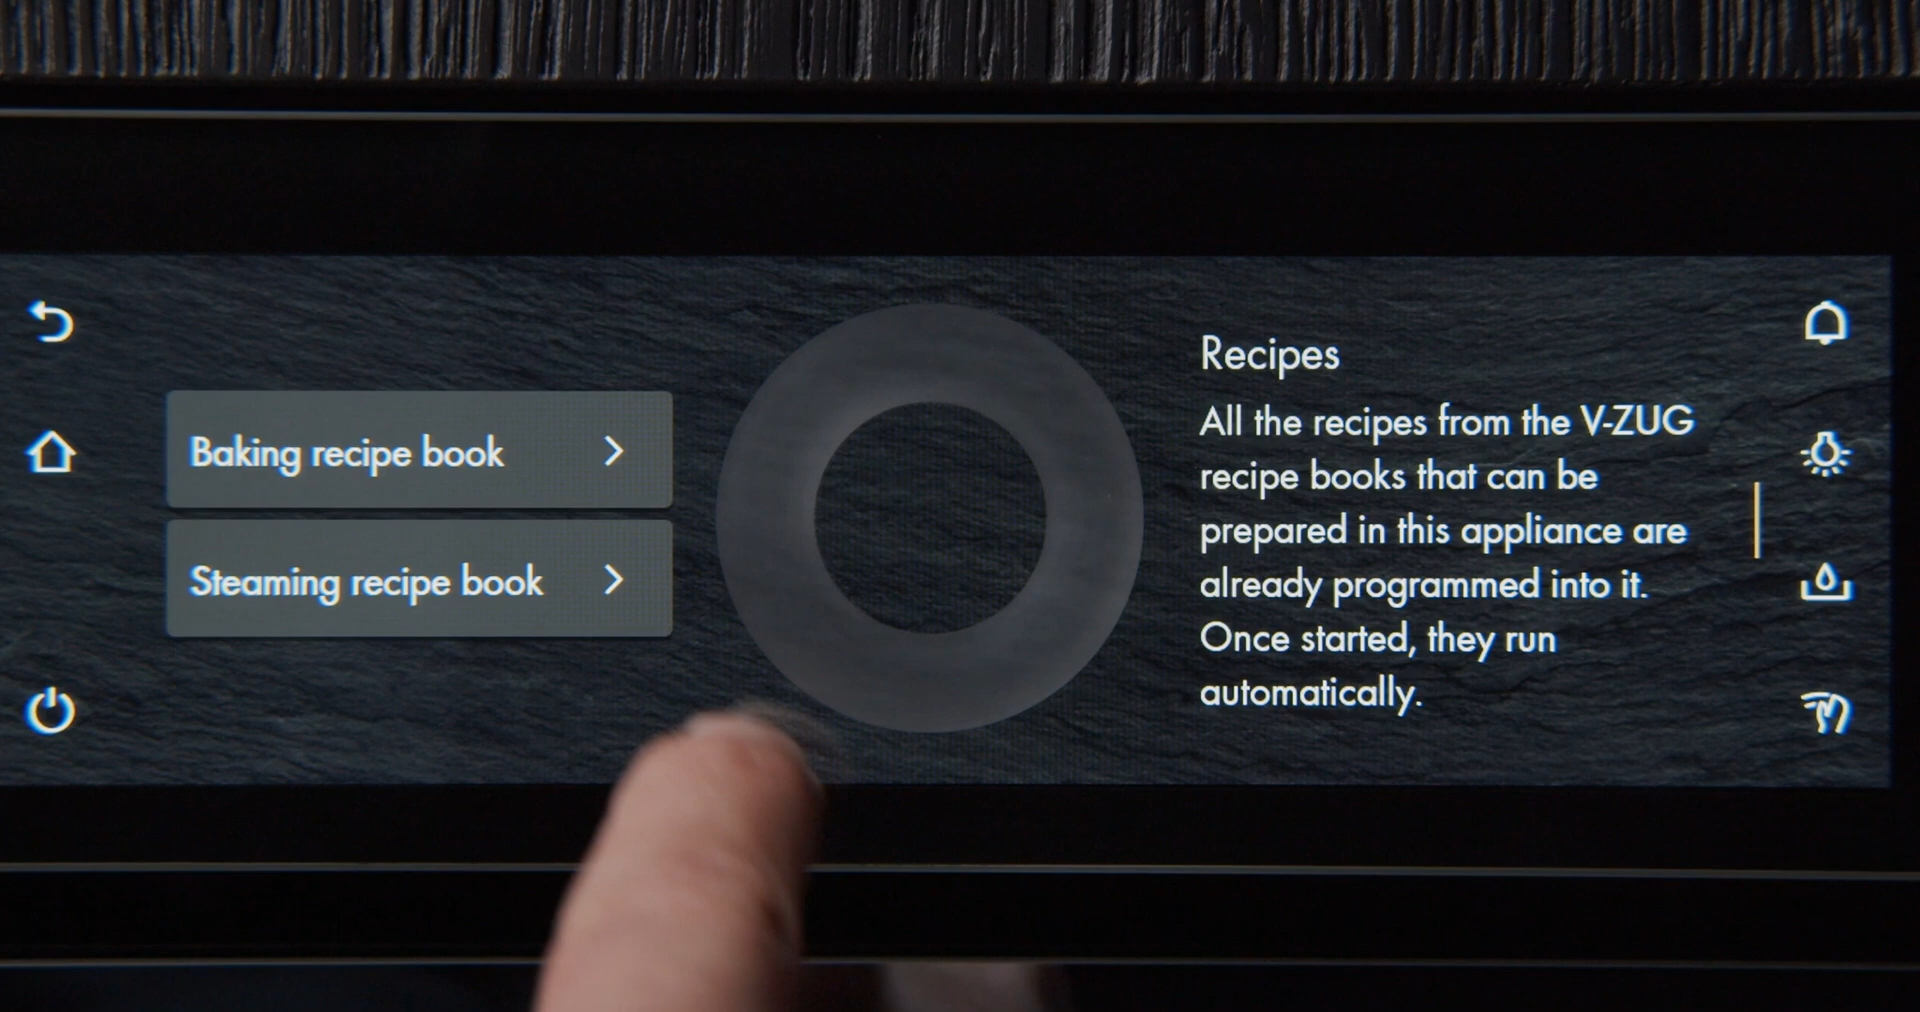 Baking recipe book
Steaming recipe book
Recipes
All the recipes from the V-ZUG
recipe books that can be
prepared in this appliance are
already programmed into it.
Once started, they run
automatically.